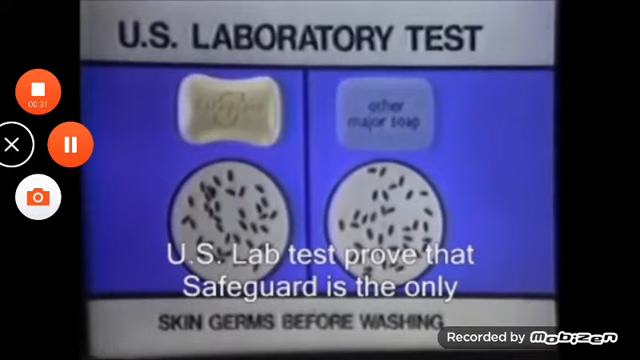 U.S. LABORATORY TEST
00:31
Safeguard
other
major soap
U.S. Lab test prove that
Safeguard is the only
SKIN GERMS BEFORE WASHING
Recorded by mobizen